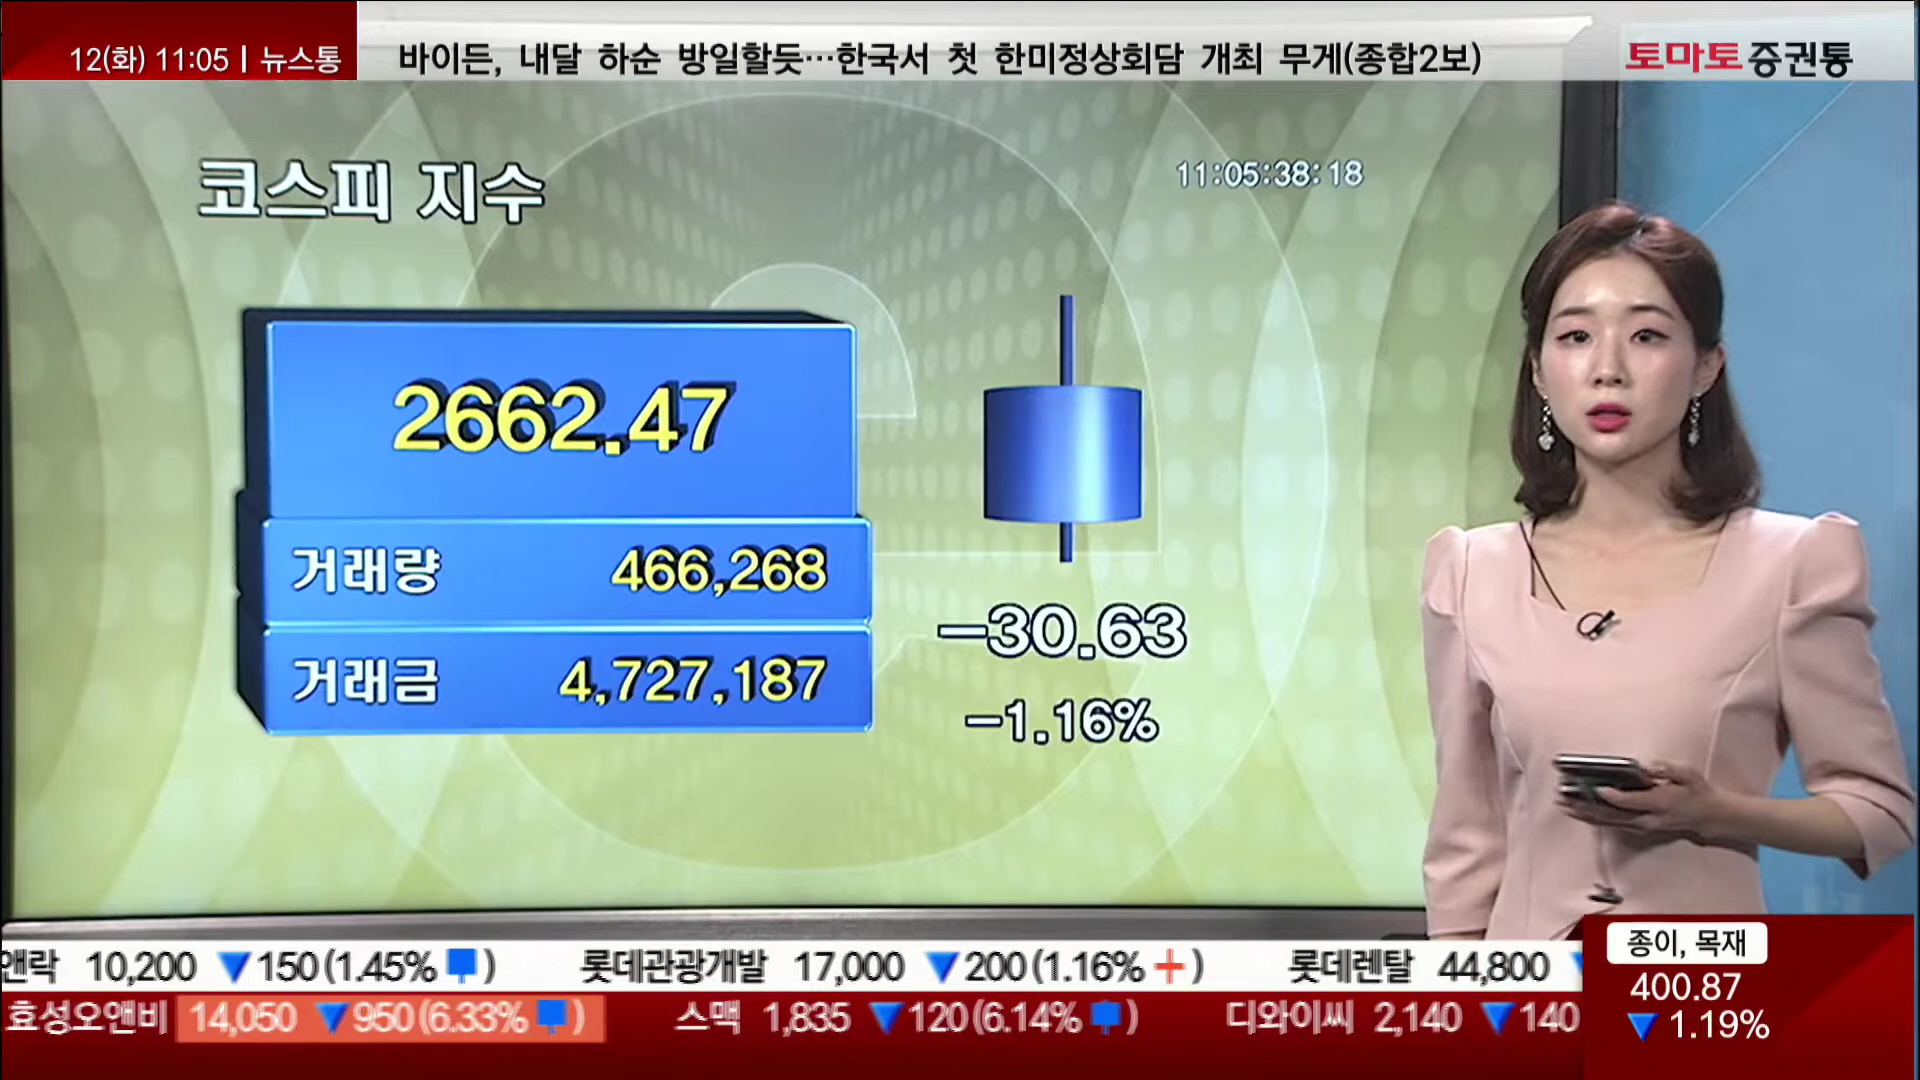 12(화) 11:05 | 뉴스통
바이든, 내달 하순 방일할듯…한국서 첫 한미정상회담 개최 무게(종합2보)
토마토증권통
코스피 지수
11:05:38:18
2662.47
거래량 466,268
거래금 4,727,187
-30.63
-1.16%
앤락 10,200 ▼150(1.45% ) 롯데관광개발 17,000 ▼200(1.16% ) 롯데렌탈 44,800
효성오앤비 14,050 ▼950(6.33% ) 스맥 1,835 ▼120(6.14% ) 디와이씨 2,140 ▼140
종이, 목재
400.87
▼1.19%